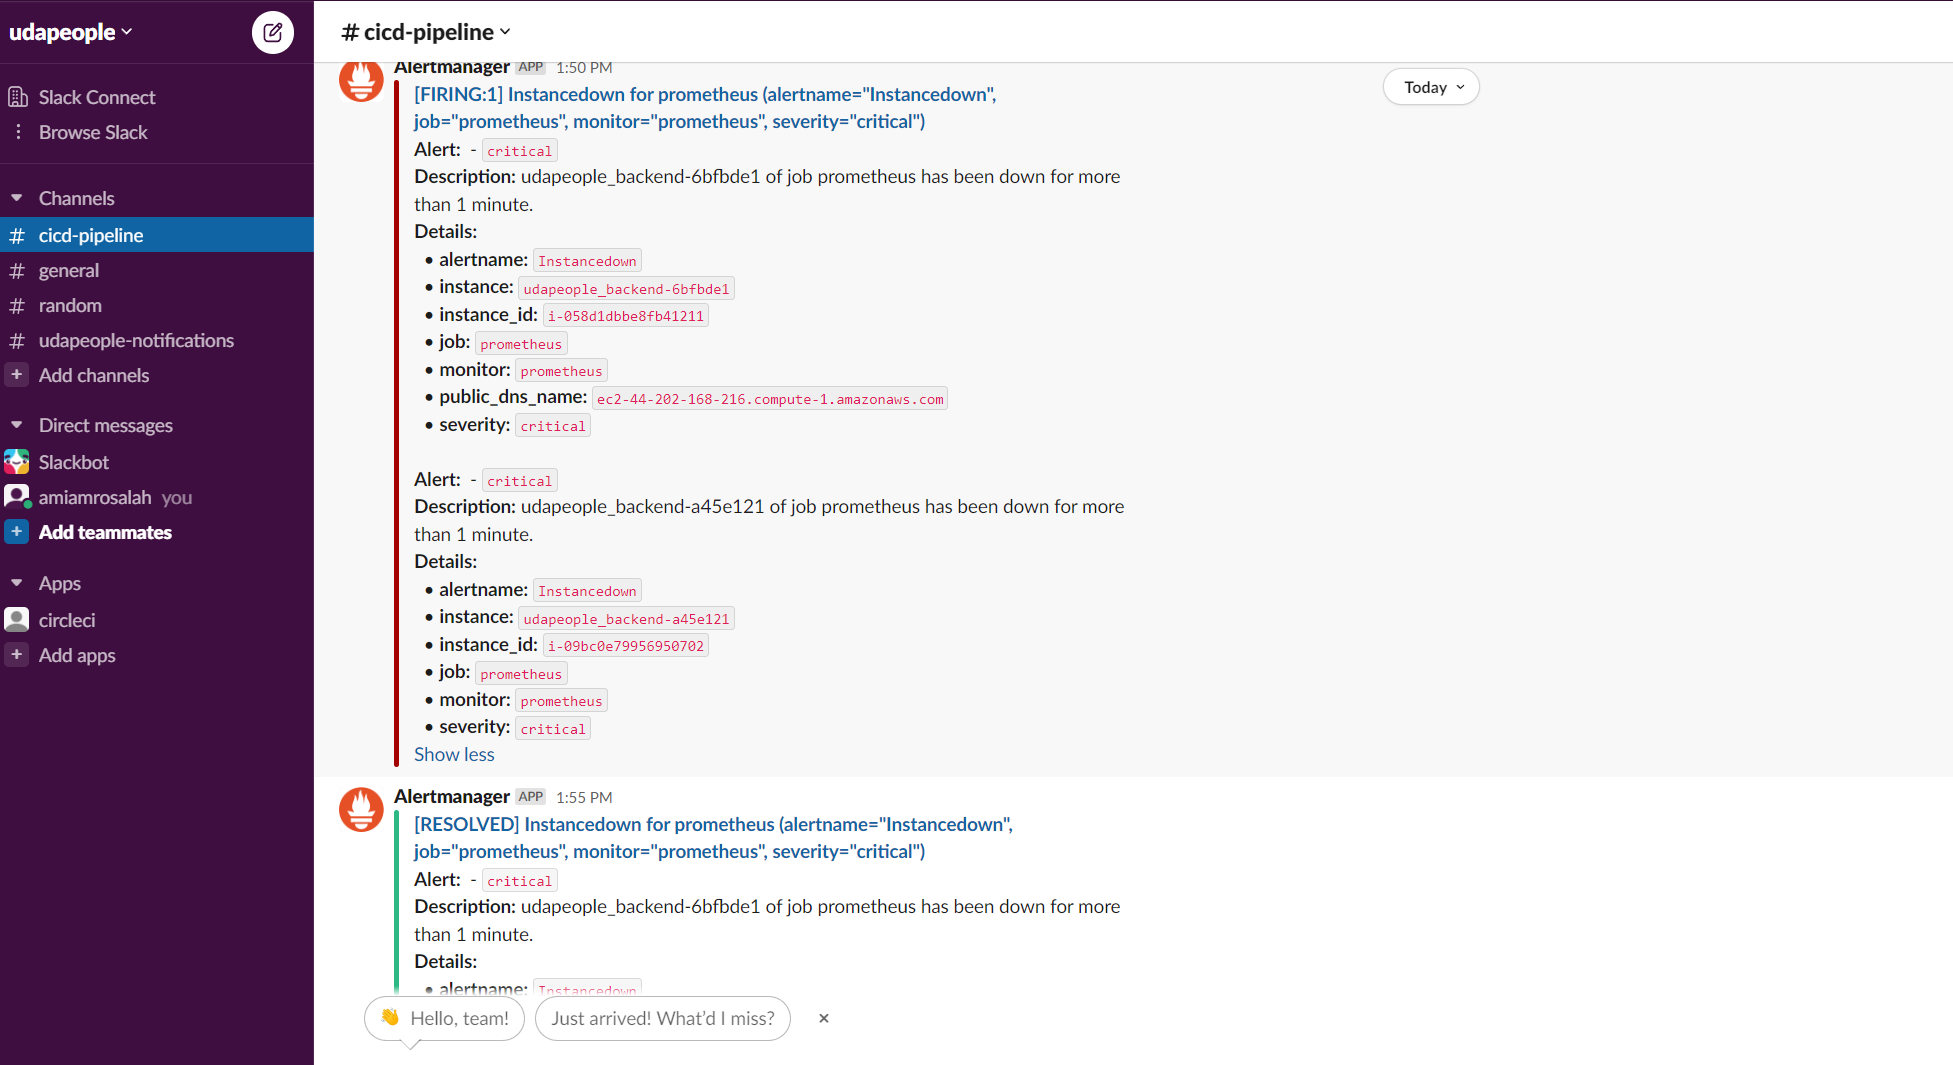 udapeople
Slack Connect
Browse Slack
Channels
# cicd-pipeline
# general
# random
# udapeople-notifications
+ Add channels
Direct messages
Slackbot
amiamrosalah you
+ Add teammates
Apps
circleci
+ Add apps
# cicd-pipeline
Today
Alertmanager APP 1:50 PM
[FIRING:1] Instancedown for prometheus (alertname="Instancedown",
job="prometheus", monitor="prometheus", severity="critical")
Alert: - critical
Description: udapeople_backend-6bfbde1 of job prometheus has been down for more
than 1 minute.
Details:
• alertname: Instancedown
• instance: udapeople_backend-6bfbde1
• instance_id: i-058d1dbbe8fb41211
• job: prometheus
• monitor: prometheus
• public_dns_name: ec2-44-202-168-216.compute-1.amazonaws.com
• severity: critical
Alert: - critical
Description: udapeople_backend-a45e121 of job prometheus has been down for more
than 1 minute.
Details:
• alertname: Instancedown
• instance: udapeople_backend-a45e121
• instance_id: i-09bc0e79956950702
• job: prometheus
• monitor: prometheus
• severity: critical
Show less
Alertmanager APP 1:55 PM
[RESOLVED] Instancedown for prometheus (alertname="Instancedown",
job="prometheus", monitor="prometheus", severity="critical")
Alert: - critical
Description: udapeople_backend-6bfbde1 of job prometheus has been down for more
than 1 minute.
Details:
• alertname: Instancedown
👋 Hello, team!
Just arrived! What'd I miss?
×